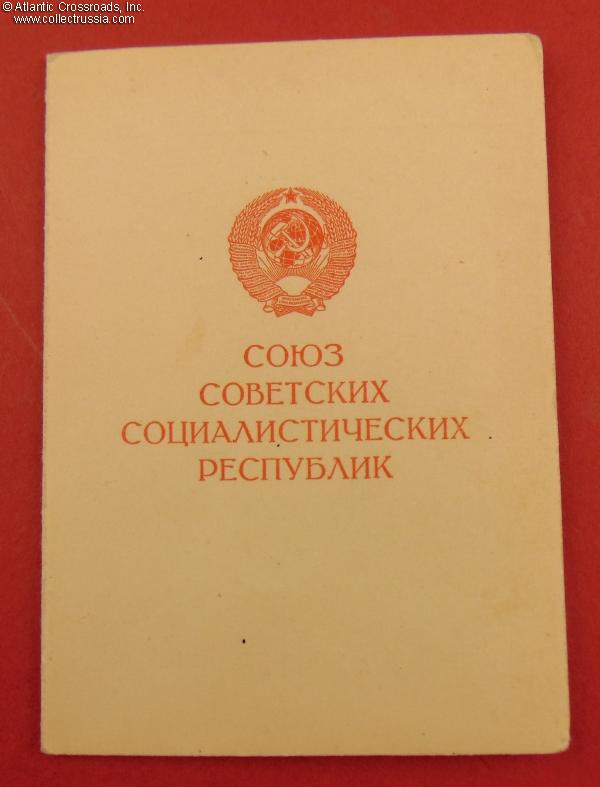 © Atlantic Crossroads, Inc.
www.collectrussia.com
СОЮЗ
СОВЕТСКИХ
СОЦИАЛИСТИЧЕСКИХ
РЕСПУБЛИК